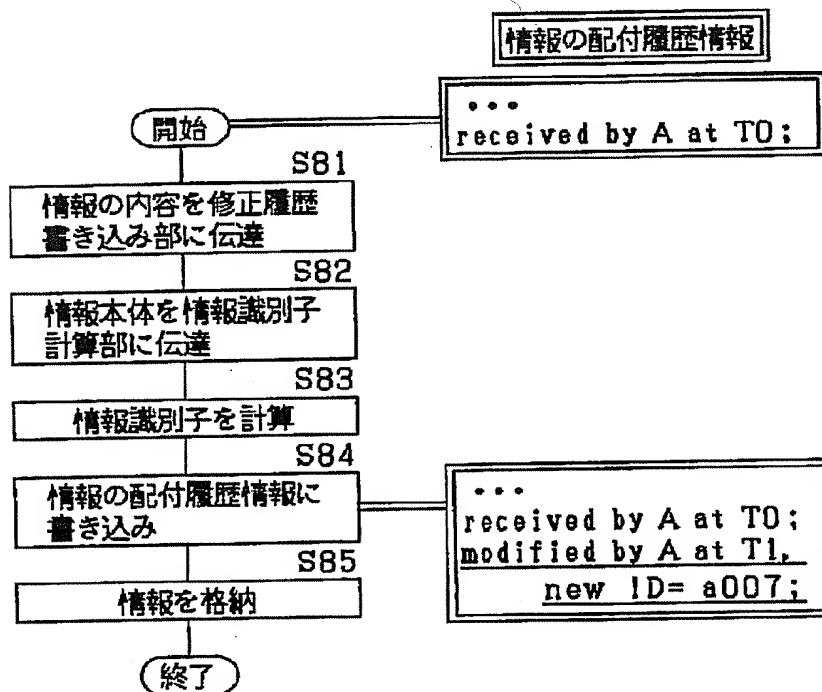 情報の配付履歴情報
・・・
received by A at T0;
開始
S81
情報の内容を修正履歴
書き込み部に伝達
S82
情報本体を情報識別子
計算部に伝達
S83
情報識別子を計算
S84
情報の配付履歴情報に
書き込み
・・・
received by A at T0;
modified by A at T1,
new ID= a007;
S85
情報を格納
終了